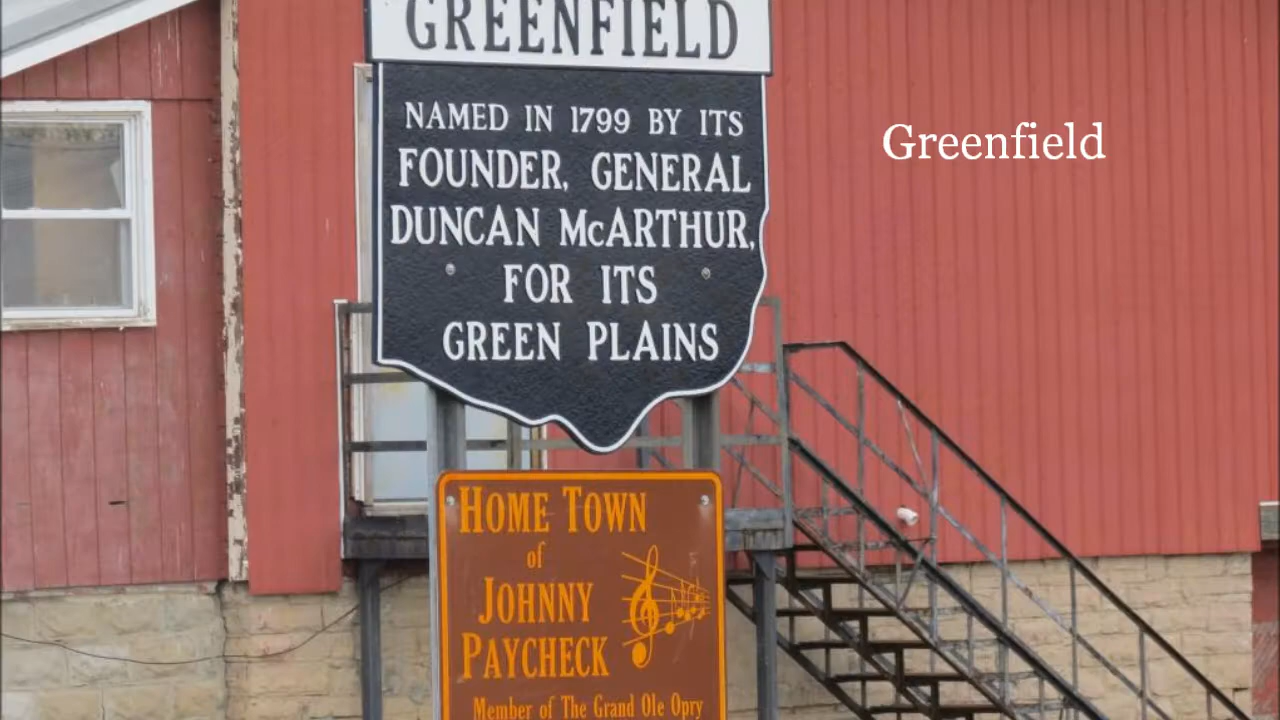 GREENFIELD
NAMED IN 1799 BY ITS
FOUNDER, GENERAL
DUNCAN McARTHUR,
FOR ITS
GREEN PLAINS
Greenfield
HOME TOWN
of
JOHNNY
PAYCHECK
Member of The Grand Ole Opry